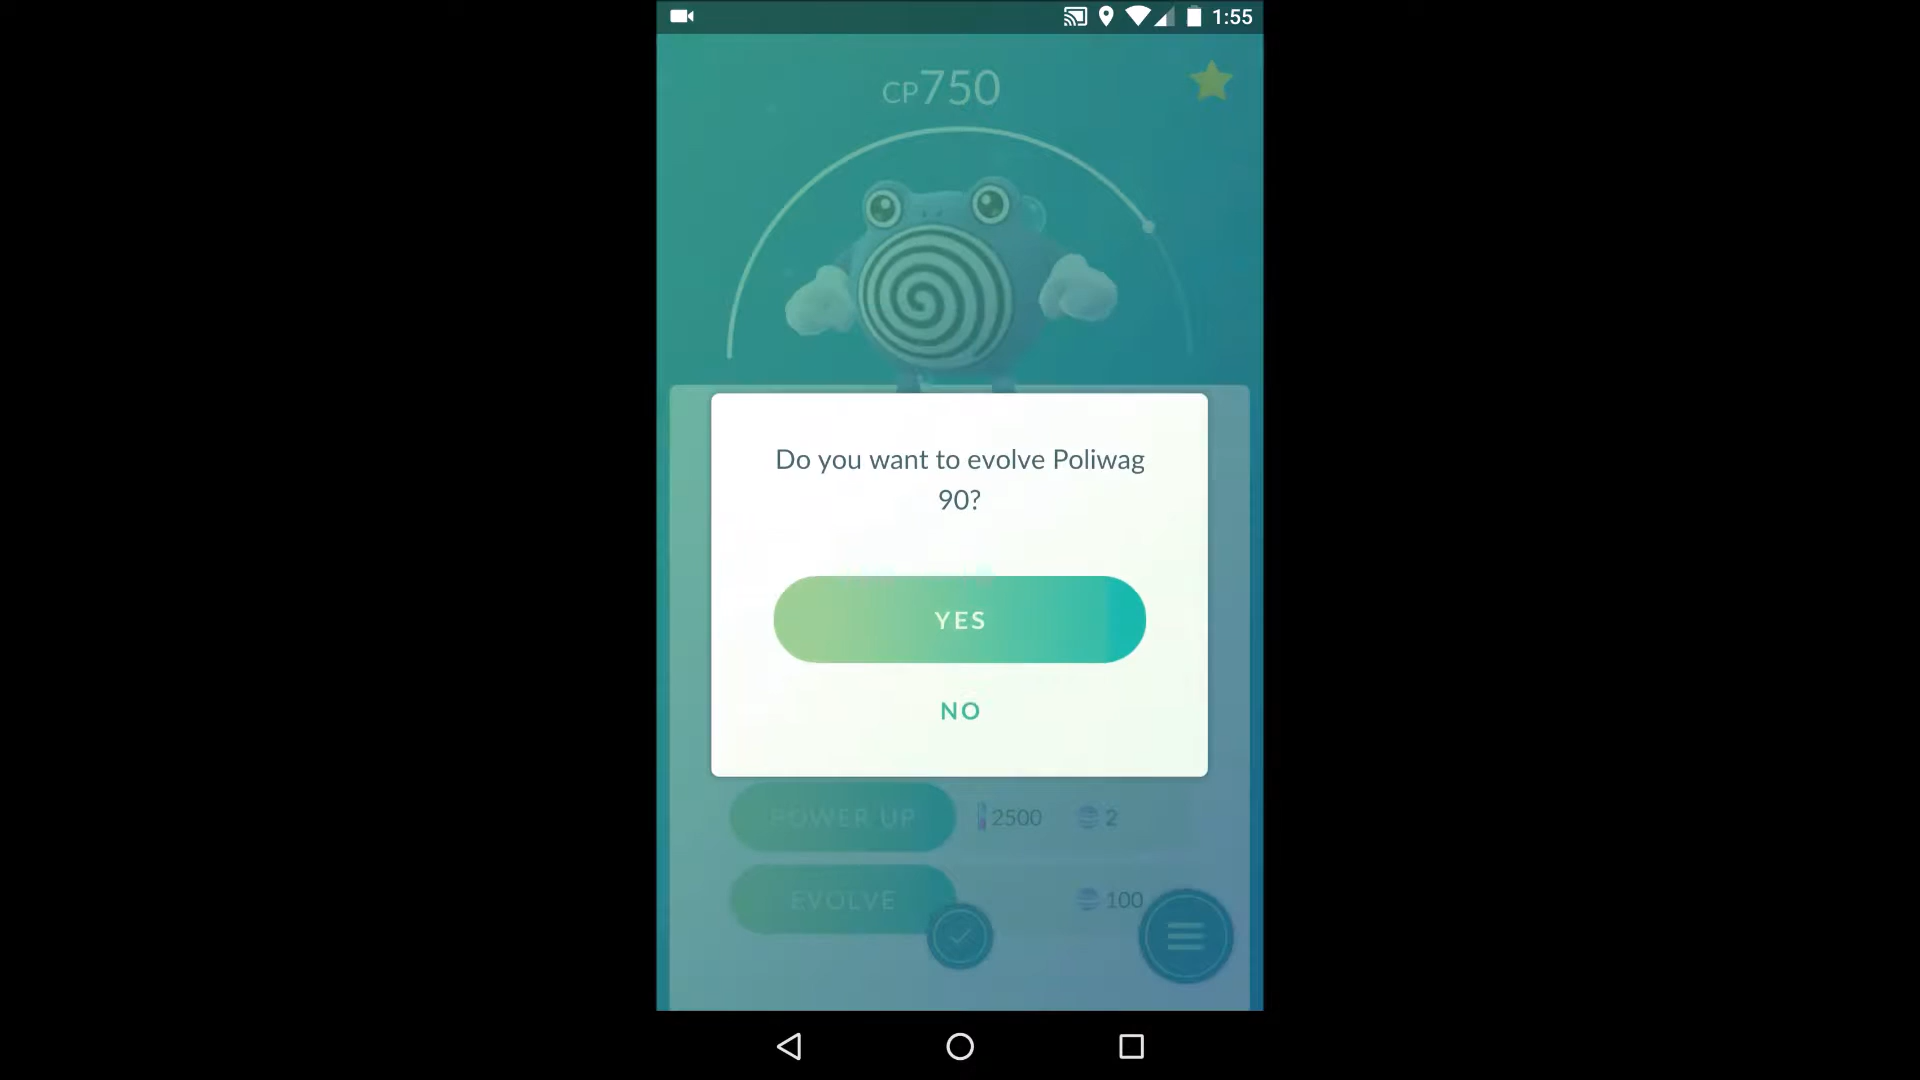 1:55
CP750
Do you want to evolve Poliwag
90?
YES
NO
POWER UP 2500 2
EVOLVE 100